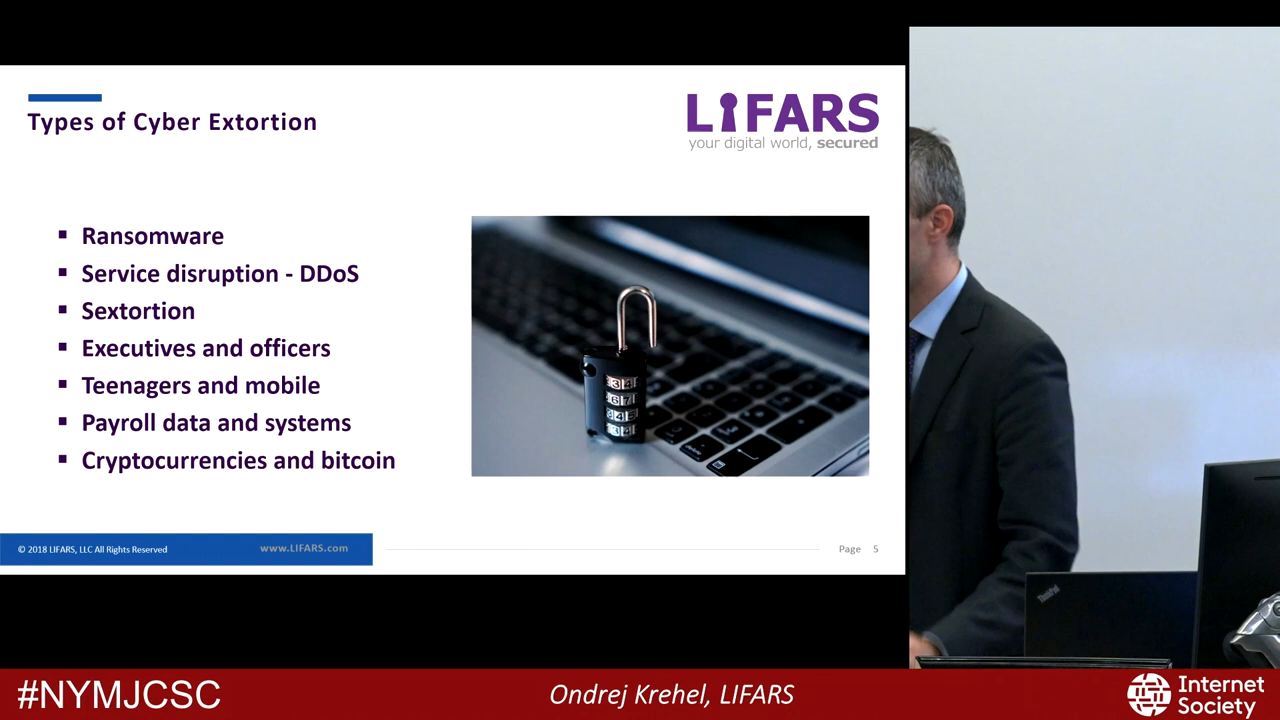 Types of Cyber Extortion
LIFARS
your digital world, secured
▪ Ransomware
▪ Service disruption - DDoS
▪ Sextortion
▪ Executives and officers
▪ Teenagers and mobile
▪ Payroll data and systems
▪ Cryptocurrencies and bitcoin
© 2018 LIFARS, LLC All Rights Reserved
www.LIFARS.com
Page 5
ThinkPad
#NYMJCSC
Ondrej Krehel, LIFARS
Internet
Society